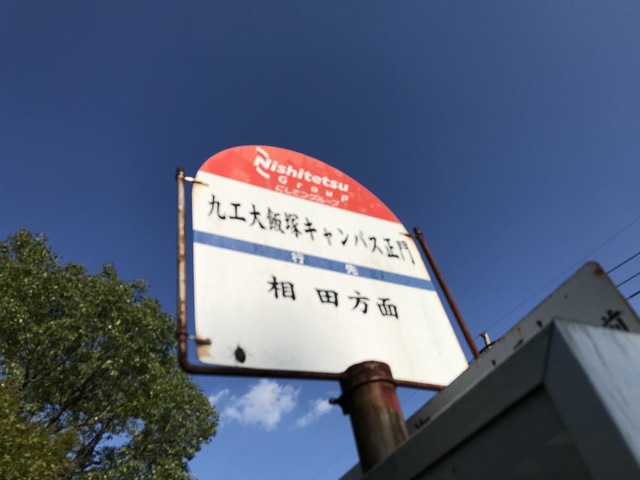 Nishitetsu
Group
にしてつグループ
九工大飯塚キャンパス正門
行先
相田方面